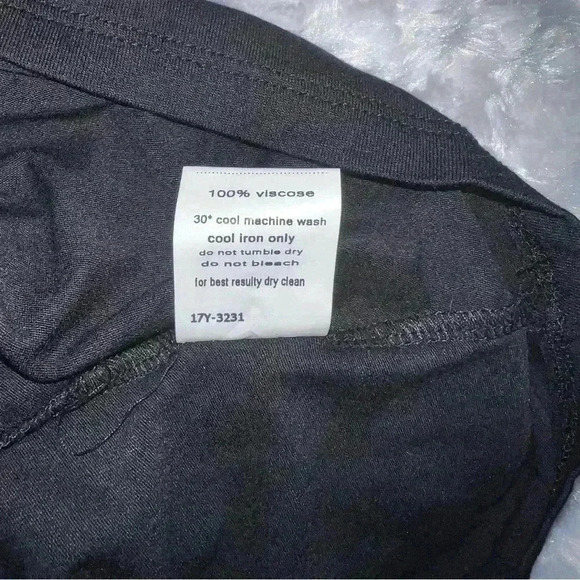 100% viscose
30° cool machine wash
cool iron only
do not tumble dry
do not bleach
for best resulty dry clean
17Y-3231